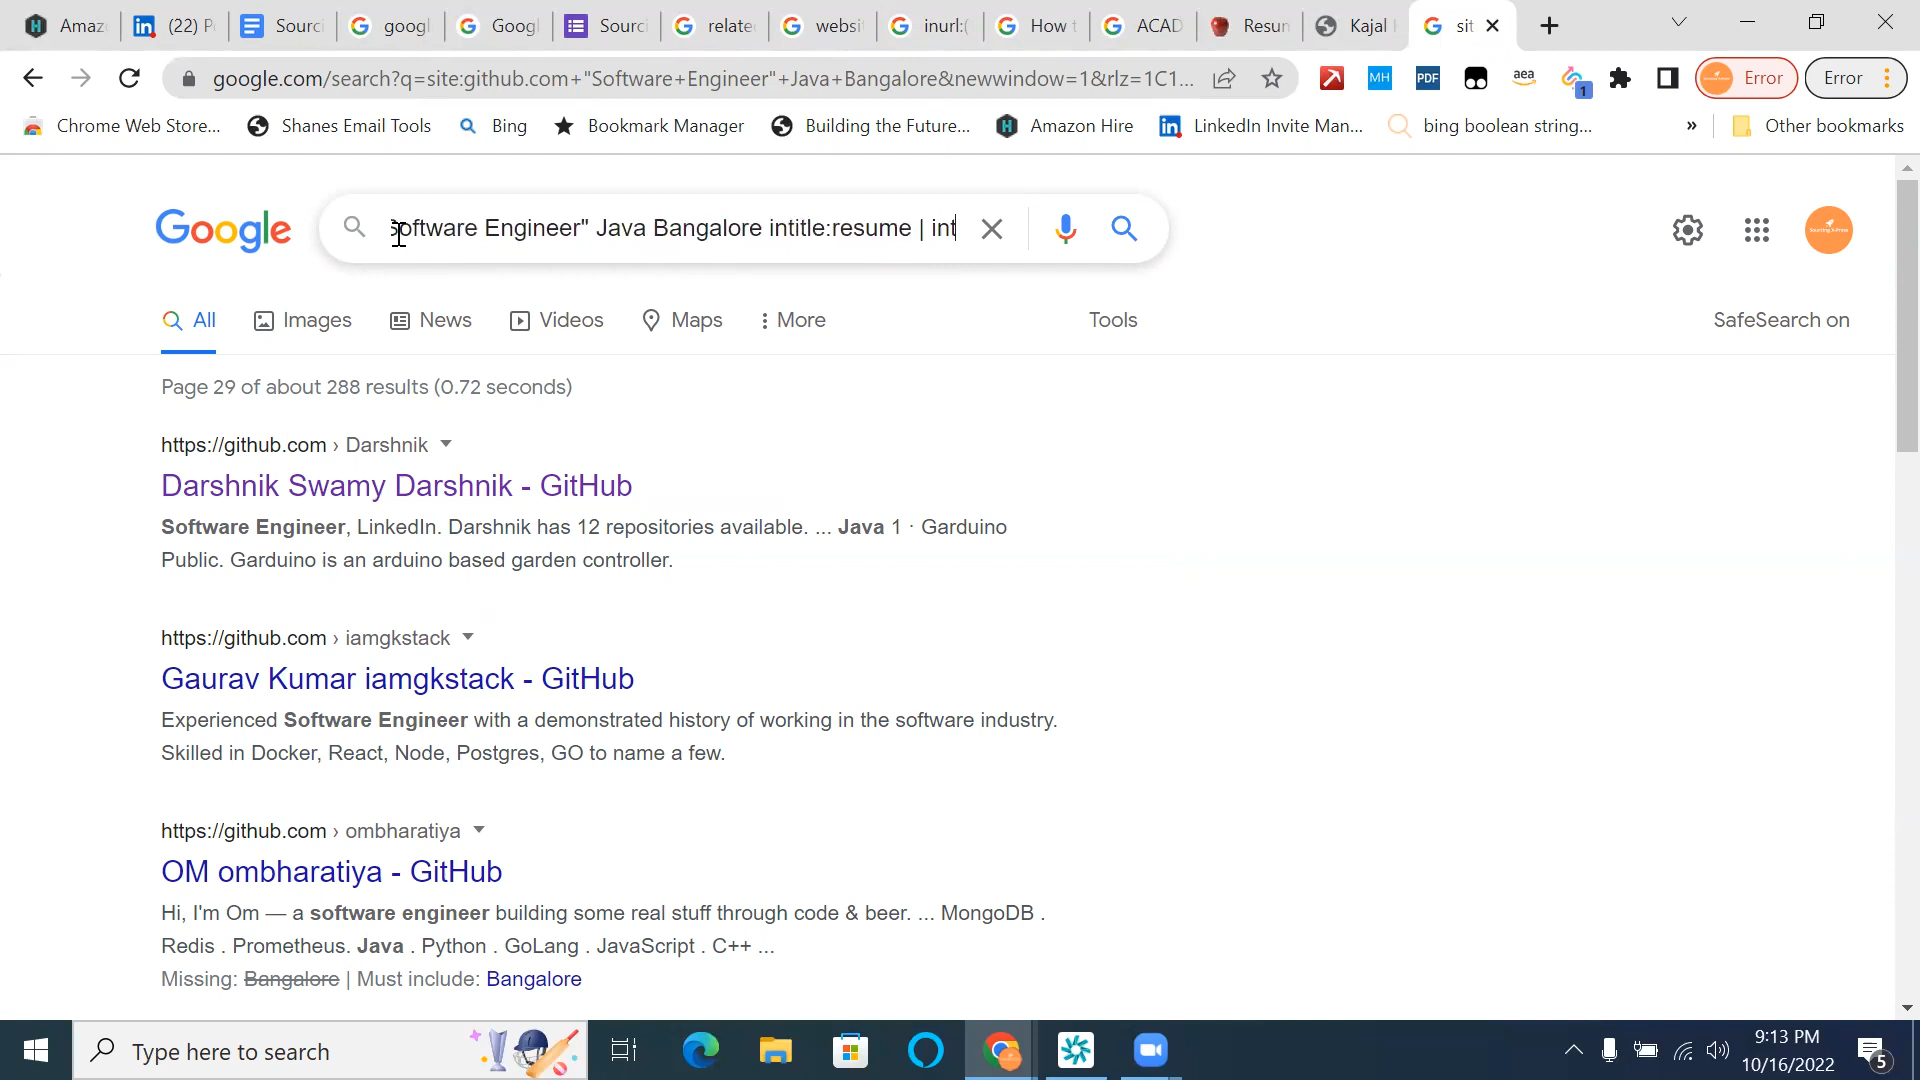 Amaz
(22) P
Sourci
googl
Googl
Sourci
relate
websi
inurl:(
How t
ACAD
Resun
Kajal
sit
google.com/search?q=site:github.com+"Software+Engineer"+Java+Bangalore&newwindow=1&rlz=1C1...
MH
PDF
aea
1
Error
Error
Chrome Web Store...
Shanes Email Tools
Bing
Bookmark Manager
Building the Future...
Amazon Hire
LinkedIn Invite Man...
bing boolean string...
»
Other bookmarks
Google
Software Engineer" Java Bangalore intitle:resume | int
All
Images
News
Videos
Maps
More
Tools
SafeSearch on
Page 29 of about 288 results (0.72 seconds)
https://github.com › Darshnik
Darshnik Swamy Darshnik - GitHub
Software Engineer, LinkedIn. Darshnik has 12 repositories available. ... Java 1 · Garduino
Public. Garduino is an arduino based garden controller.
https://github.com › iamgkstack
Gaurav Kumar iamgkstack - GitHub
Experienced Software Engineer with a demonstrated history of working in the software industry.
Skilled in Docker, React, Node, Postgres, GO to name a few.
https://github.com › ombharatiya
OM ombharatiya - GitHub
Hi, I'm Om — a software engineer building some real stuff through code & beer. ... MongoDB .
Redis . Prometheus. Java . Python . GoLang . JavaScript . C++ ...
Missing: Bangalore | Must include: Bangalore
Type here to search
9:13 PM
10/16/2022
5